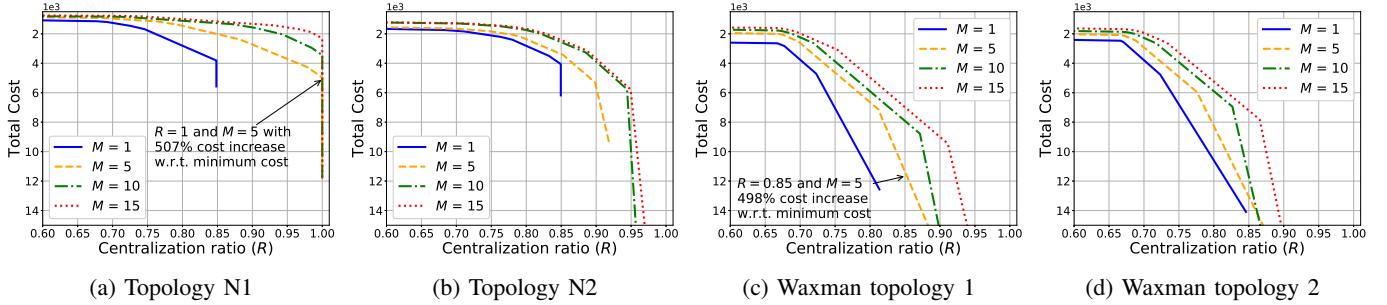 1e3
2
4
6
8
10
12
14
Total Cost
0.60 0.65 0.70 0.75 0.80 0.85 0.90 0.95 1.00
Centralization ratio (R)
R = 1 and M = 5 with
507% cost increase
w.r.t. minimum cost
M = 1
M = 5
M = 10
M = 15
(a) Topology N1
1e3
2
4
6
8
10
12
14
Total Cost
0.60 0.65 0.70 0.75 0.80 0.85 0.90 0.95 1.00
Centralization ratio (R)
M = 1
M = 5
M = 10
M = 15
(b) Topology N2
1e3
2
4
6
8
10
12
14
Total Cost
0.60 0.65 0.70 0.75 0.80 0.85 0.90 0.95 1.00
Centralization ratio (R)
M = 1
M = 5
M = 10
M = 15
R = 0.85 and M = 5
498% cost increase
w.r.t. minimum cost
(c) Waxman topology 1
1e3
2
4
6
8
10
12
14
Total Cost
0.60 0.65 0.70 0.75 0.80 0.85 0.90 0.95 1.00
Centralization ratio (R)
M = 1
M = 5
M = 10
M = 15
(d) Waxman topology 2